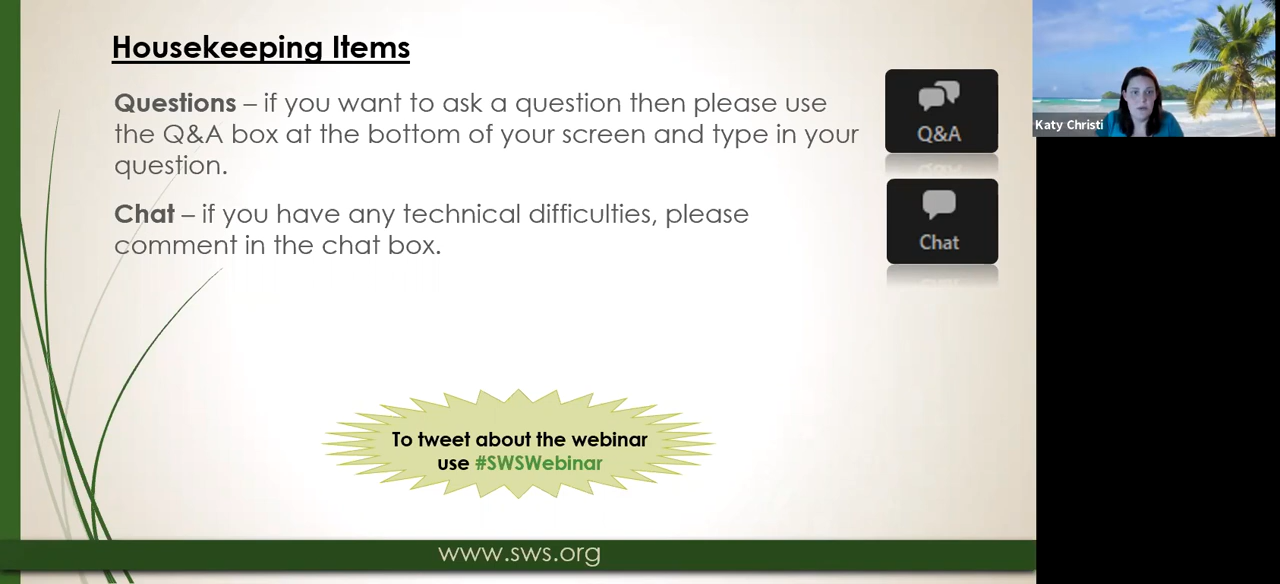 Housekeeping Items
Questions – if you want to ask a question then please use
the Q&A box at the bottom of your screen and type in your
question.
Chat – if you have any technical difficulties, please
comment in the chat box.
Q&A
Chat
Katy Christi
To tweet about the webinar
use #SWSWebinar
www.sws.org